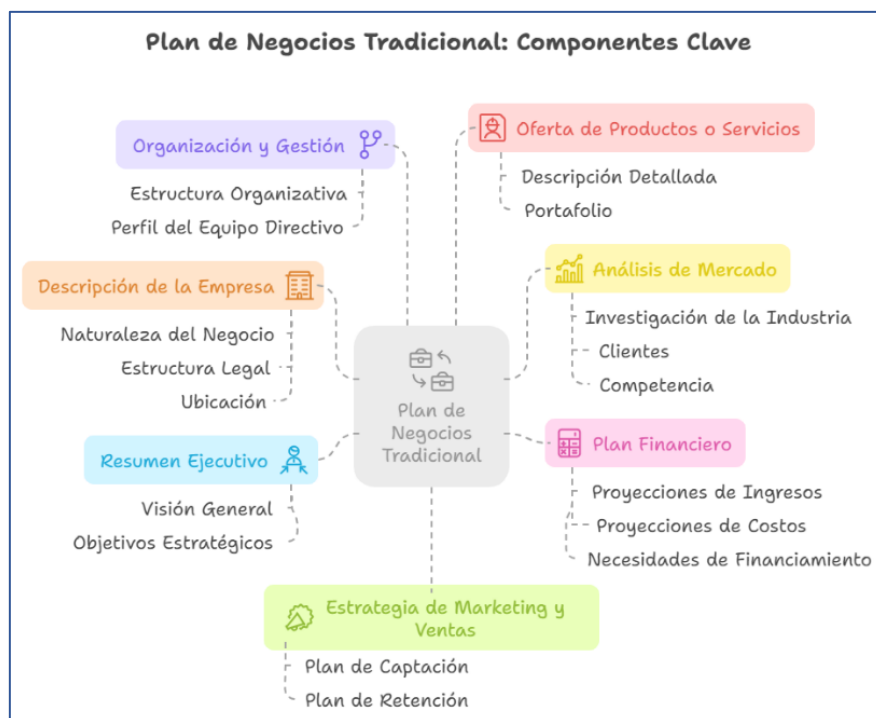 Plan de Negocios Tradicional: Componentes Clave
Organización y Gestión
Estructura Organizativa
Perfil del Equipo Directivo
Descripción de la Empresa
Naturaleza del Negocio
Estructura Legal
Ubicación
Resumen Ejecutivo
Visión General
Objetivos Estratégicos
Plan de
Negocios
Tradicional
Oferta de Productos o Servicios
Descripción Detallada
Portafolio
Análisis de Mercado
Investigación de la Industria
Clientes
Competencia
Plan Financiero
Proyecciones de Ingresos
Proyecciones de Costos
Necesidades de Financiamiento
Estrategia de Marketing y
Ventas
Plan de Captación
Plan de Retención